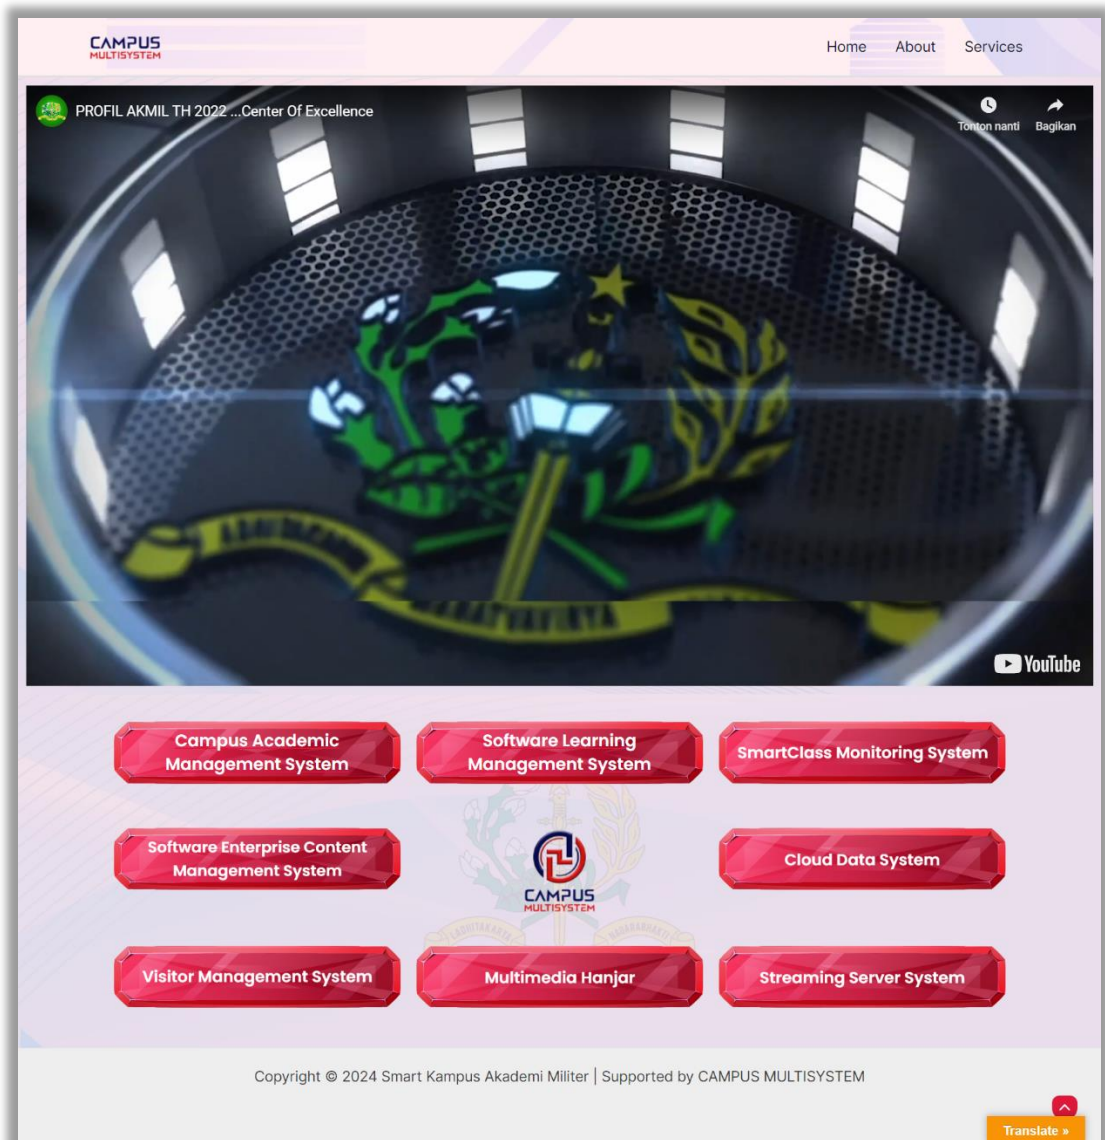 CAMPUS
MULTISYSTEM
Home About Services
PROFIL AKMIL TH 2022 ...Center Of Excellence
Tonton nanti Bagikan
YouTube
Campus Academic
Management System
Software Learning
Management System
SmartClass Monitoring System
Software Enterprise Content
Management System
CAMPUS
MULTISYSTEM
Cloud Data System
Visitor Management System
Multimedia Hanjar
Streaming Server System
Copyright © 2024 Smart Kampus Akademi Militer | Supported by CAMPUS MULTISYSTEM
Translate »